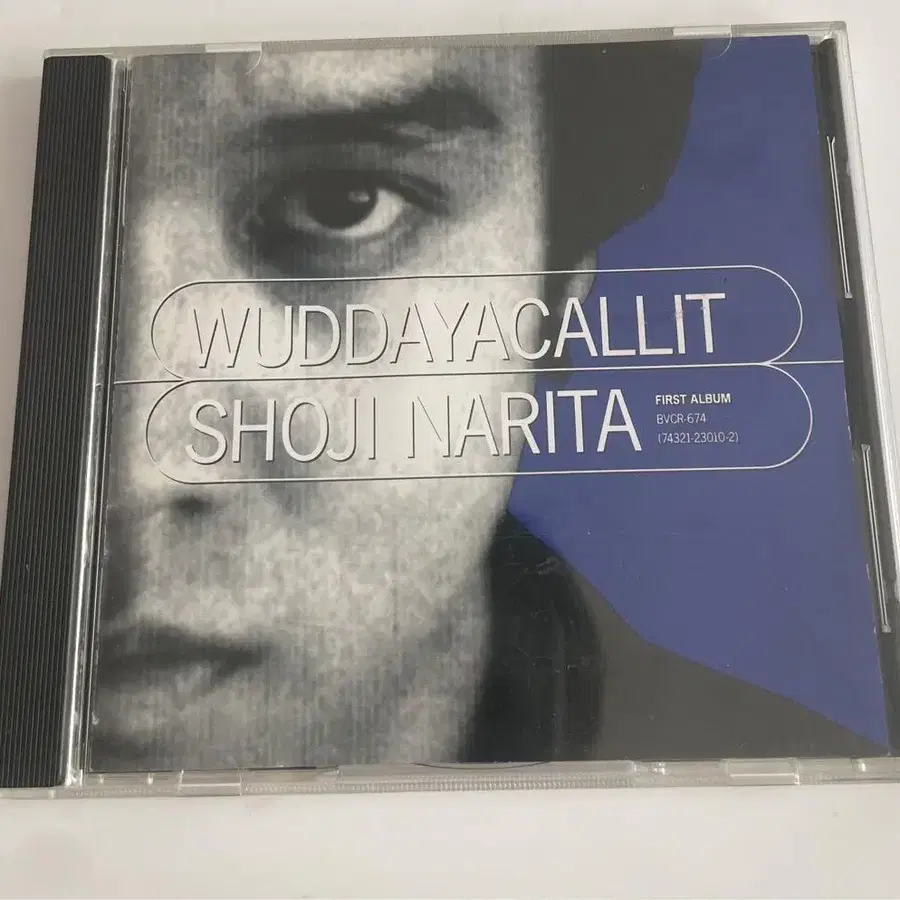 WUDDAYACALLIT
SHOJI NARITA
FIRST ALBUM
BVCR-674
(74321-23010-2)